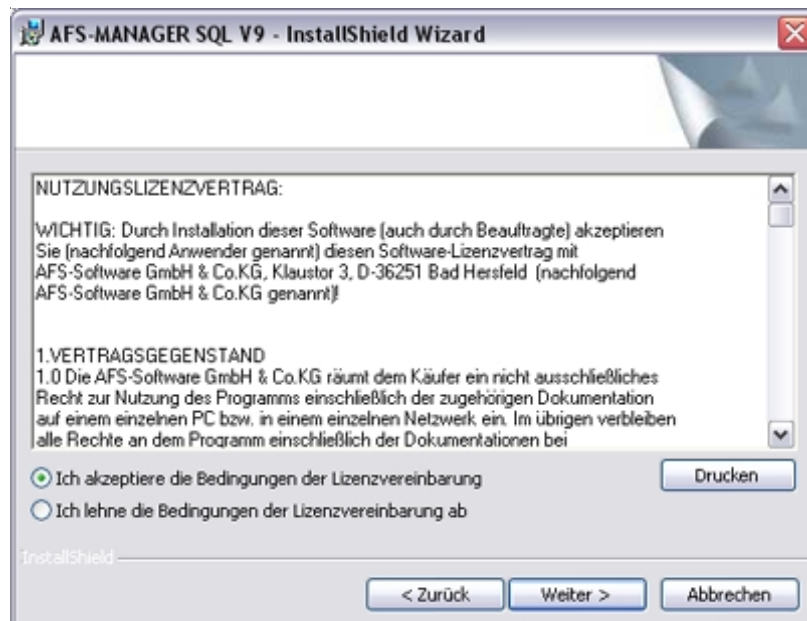 AFS-MANAGER SQL V9 - InstallShield Wizard
NUTZUNGSLIZENZVERTRAG:
WICHTIG: Durch Installation dieser Software (auch durch Beauftragte) akzeptieren
Sie (nachfolgend Anwender genannt) diesen Software-Lizenzvertrag mit
AFS-Software GmbH & Co.KG, Klaustor 3, D-36251 Bad Hersfeld (nachfolgend
AFS-Software GmbH & Co.KG genannt)!
1.VERTRAGSGEGENSTAND
1.0 Die AFS-Software GmbH & Co.KG räumt dem Käufer ein nicht ausschließliches
Recht zur Nutzung des Programms einschließlich der zugehörigen Dokumentation
auf einem einzelnen PC bzw. in einem einzelnen Netzwerk ein. Im übrigen verbleiben
alle Rechte an dem Programm einschließlich der Dokumentationen bei
Ich akzeptiere die Bedingungen der Lizenzvereinbarung
Drucken
Ich lehne die Bedingungen der Lizenzvereinbarung ab
InstallShield
< Zurück
Weiter >
Abbrechen